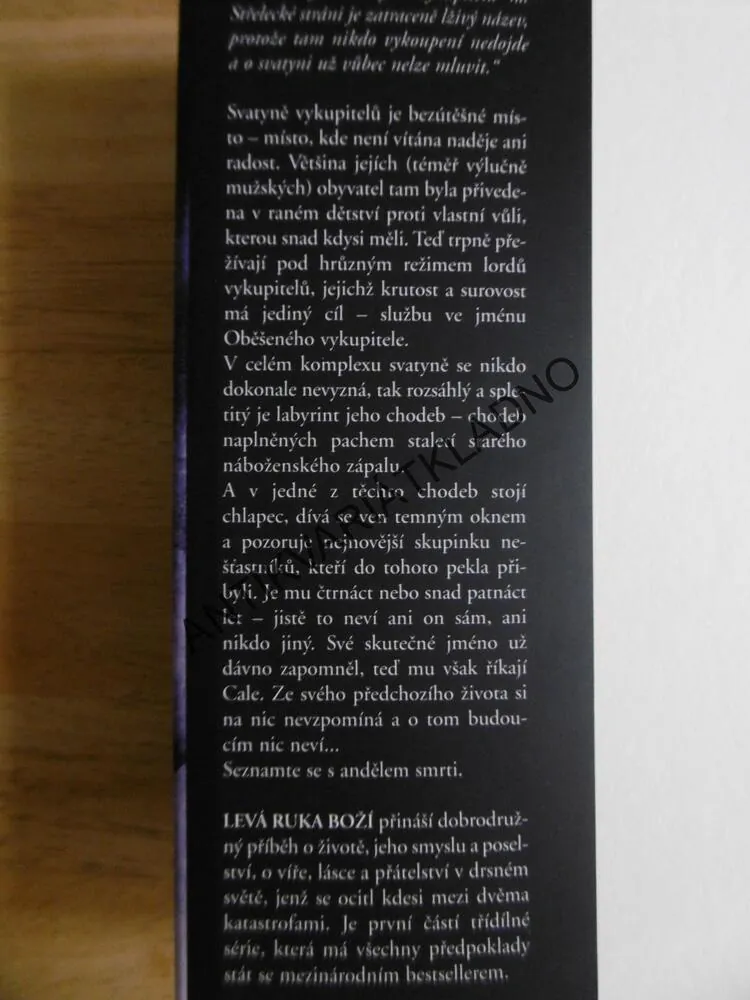 Střelecké stráni je zatraceně lživý název,
protože tam nikdo vykoupení nedojde
a o svatyni už vůbec nelze mluvit."
Svatyně vykupitelů je bezútěšné mís-
to – místo, kde není vítána naděje ani
radost. Většina jejích (téměř výlučně
mužských) obyvatel tam byla přivede-
na v raném dětství proti vlastní vůli,
kterou snad kdysi měli. Teď trpně pře-
žívají pod hrůzným režimem lordů
vykupitelů, jejichž krutost a surovost
má jediný cíl – službu ve jménu
Oběšeného vykupitele.
V celém komplexu svatyně se nikdo
dokonale nevyzná, tak rozsáhlý a sple-
titý je labyrint jeho chodeb – chodeb
naplněných pachem staletí starého
náboženského zápalu.
A v jedné z těchto chodeb stojí
chlapec, dívá se ven temným oknem
a pozoruje nejnovější skupinku ne-
šťastníků, kteří do tohoto pekla při-
byli. Je mu čtrnáct nebo snad patnáct
let – jistě to neví ani on sám, ani
nikdo jiný. Své skutečné jméno už
dávno zapomněl, teď mu však říkají
Cale. Ze svého předchozího života si
na nic nevzpomíná a o tom budou-
cím nic neví...
Seznamte se s andělem smrti.
LEVÁ RUKA BOŽÍ přináší dobrodruž-
ný příběh o životě, jeho smyslu a posel-
ství, o víře, lásce a přátelství v drsném
světě, jenž se ocitl kdesi mezi dvěma
katastrofami. Je první částí třídílné
série, která má všechny předpoklady
stát se mezinárodním bestsellerem.
ANTIKVARIÁTKLADNO